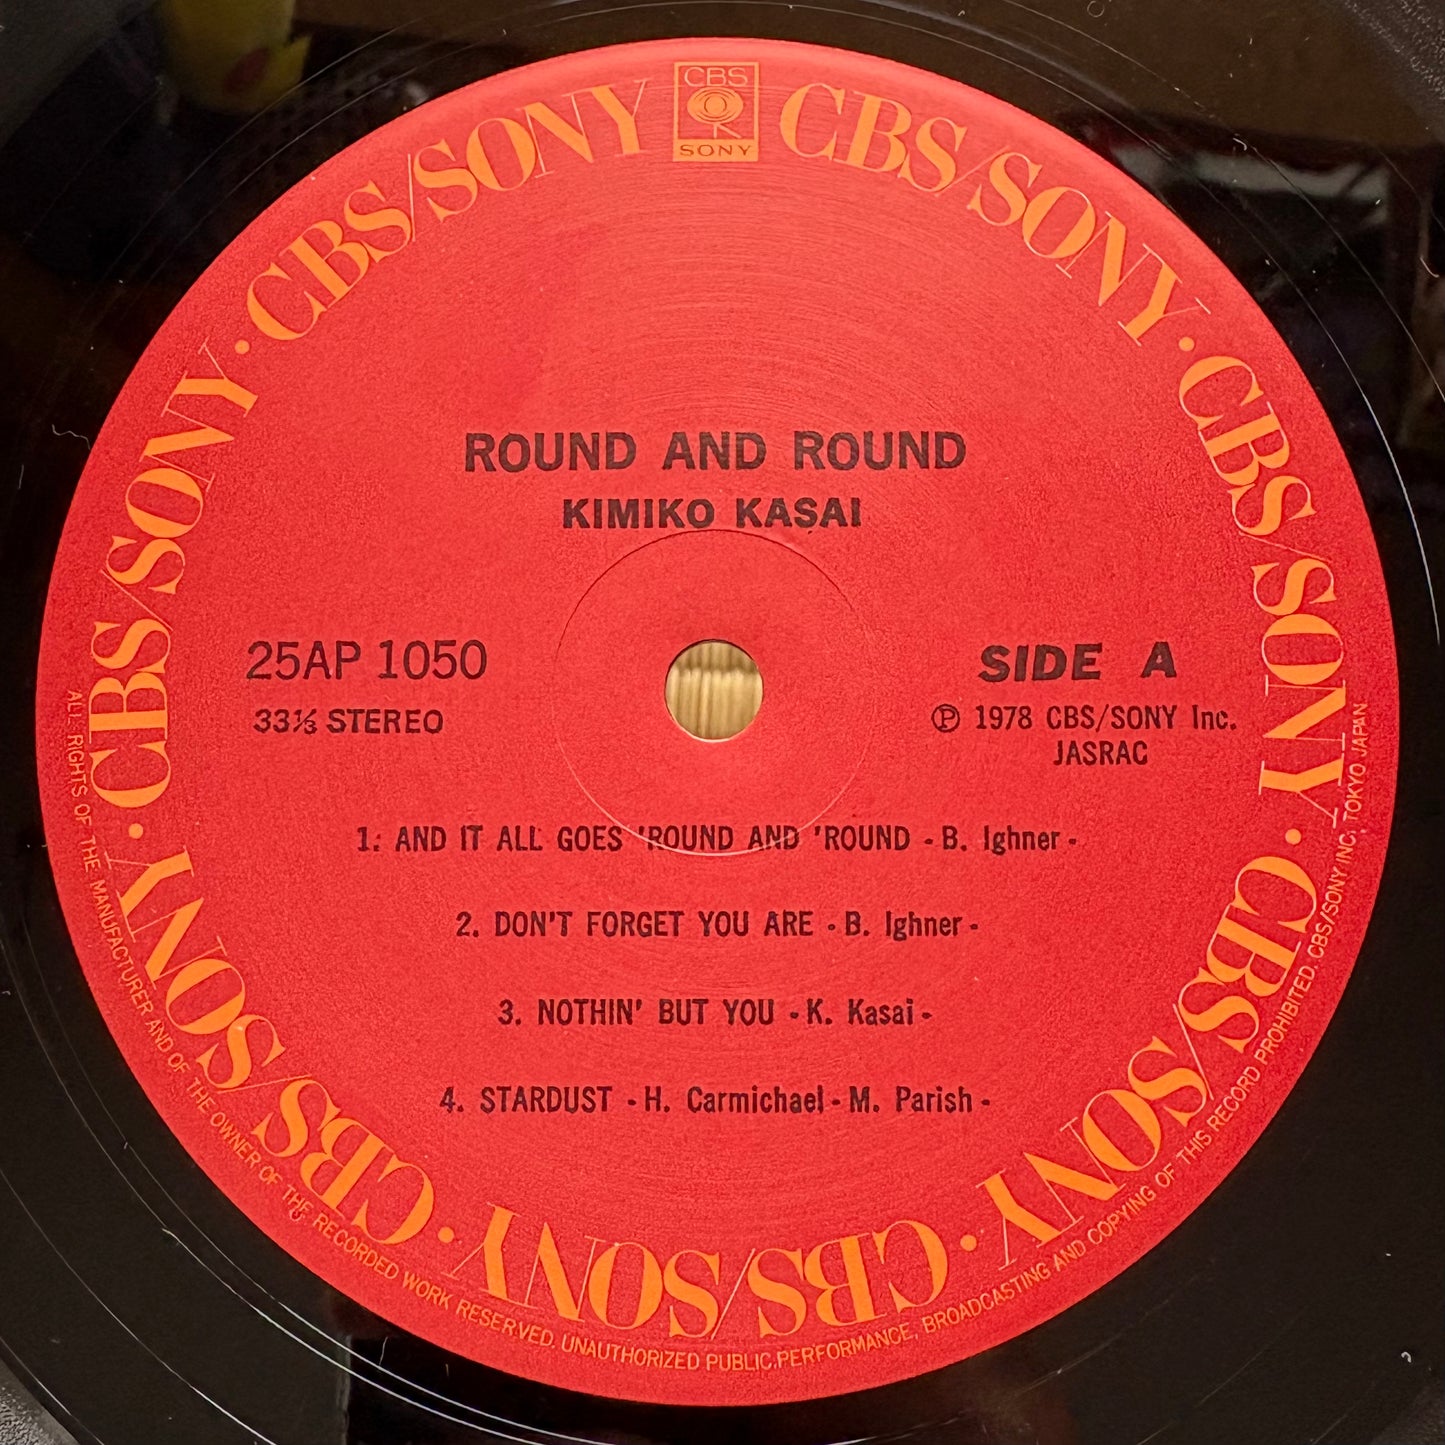 CBS
SONY
CBS/SONY · CBS/SONY · CBS/SONY · CBS/SONY · CBS/SONY · CBS/SONY · CBS/SONY · CBS/SONY
ROUND AND ROUND
KIMIKO KASAI
25AP 1050
33⅓ STEREO
SIDE A
Ⓟ 1978 CBS/SONY Inc.
JASRAC
1. AND IT ALL GOES 'ROUND AND 'ROUND - B. Ighner -
2. DON'T FORGET YOU ARE - B. Ighner -
3. NOTHIN' BUT YOU - K. Kasai -
4. STARDUST - H. Carmichael - M. Parish -
ALL RIGHTS OF THE MANUFACTURER AND OF THE OWNER OF THE RECORDED WORK RESERVED. UNAUTHORIZED PUBLIC PERFORMANCE, BROADCASTING AND COPYING OF THIS RECORD PROHIBITED. CBS/SONY INC. TOKYO JAPAN